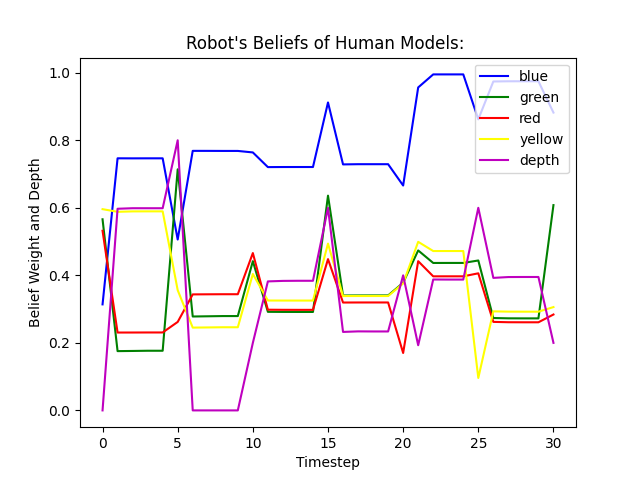 Robot's Beliefs of Human Models:
1.0
0.8
0.6
0.4
0.2
0.0
Belief Weight and Depth
blue
green
red
yellow
depth
0 5 10 15 20 25 30
Timestep